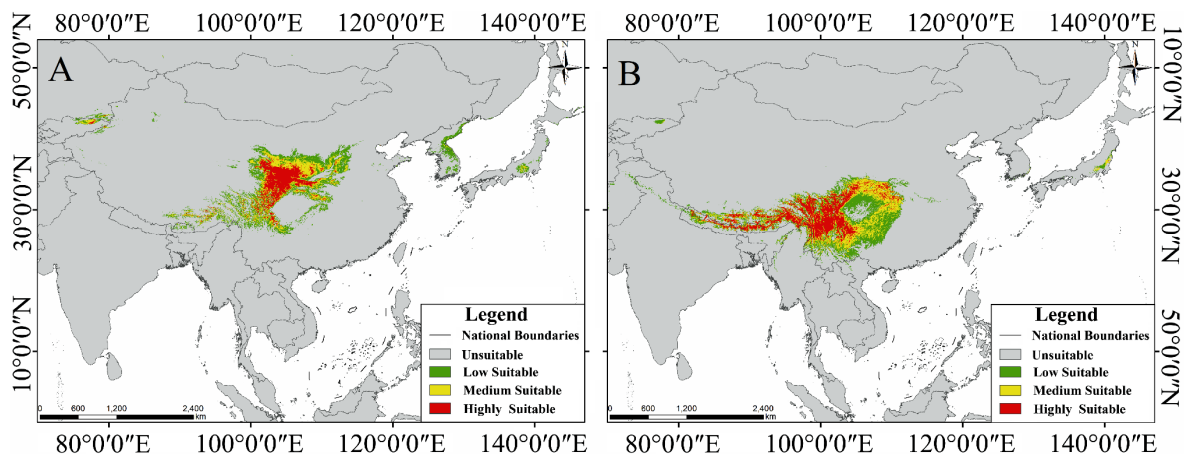 80°0′0″E 100°0′0″E 120°0′0″E 140°0′0″E
80°0′0″E 100°0′0″E 120°0′0″E 140°0′0″E
50°0′0″N
30°0′0″N
10°0′0″N
A
N
Legend
National Boundaries
Unsuitable
Low Suitable
Medium Suitable
Highly Suitable
0 600 1,200 2,400
km
B
N
Legend
National Boundaries
Unsuitable
Low Suitable
Medium Suitable
Highly Suitable
0 600 1,200 2,400
km
10°0′0″N
30°0′0″N
50°0′0″N
80°0′0″E 100°0′0″E 120°0′0″E 140°0′0″E
80°0′0″E 100°0′0″E 120°0′0″E 140°0′0″E